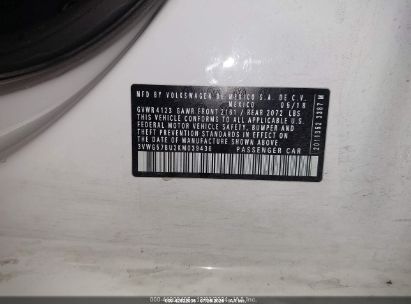 MFD BY VOLKSWAGEN DE MEXICO S.A. DE C.V.
MEXICO 05/18
GVWR 4123 GAWR FRONT 2161 / REAR 2072 LBS
THIS VEHICLE CONFORMS TO ALL APPLICABLE U.S.
FEDERAL MOTOR VEHICLE SAFETY, BUMPER AND
THEFT PREVENTION STANDARDS IN EFFECT ON
THE DATE OF MANUFACTURE SHOWN ABOVE
PASSENGER CAR